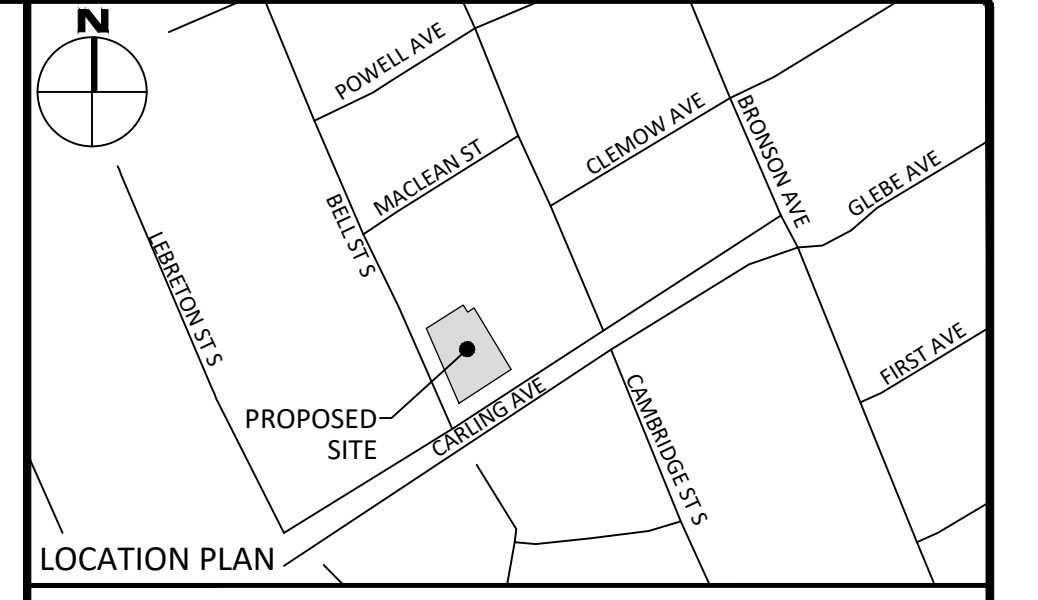 N
POWELL AVE
MACLEAN ST
CLEMOW AVE
BRONSON AVE
GLEBE AVE
BELL ST S
LEBRETON ST S
FIRST AVE
PROPOSED
SITE
CARLING AVE
CAMBRIDGE ST S
LOCATION PLAN